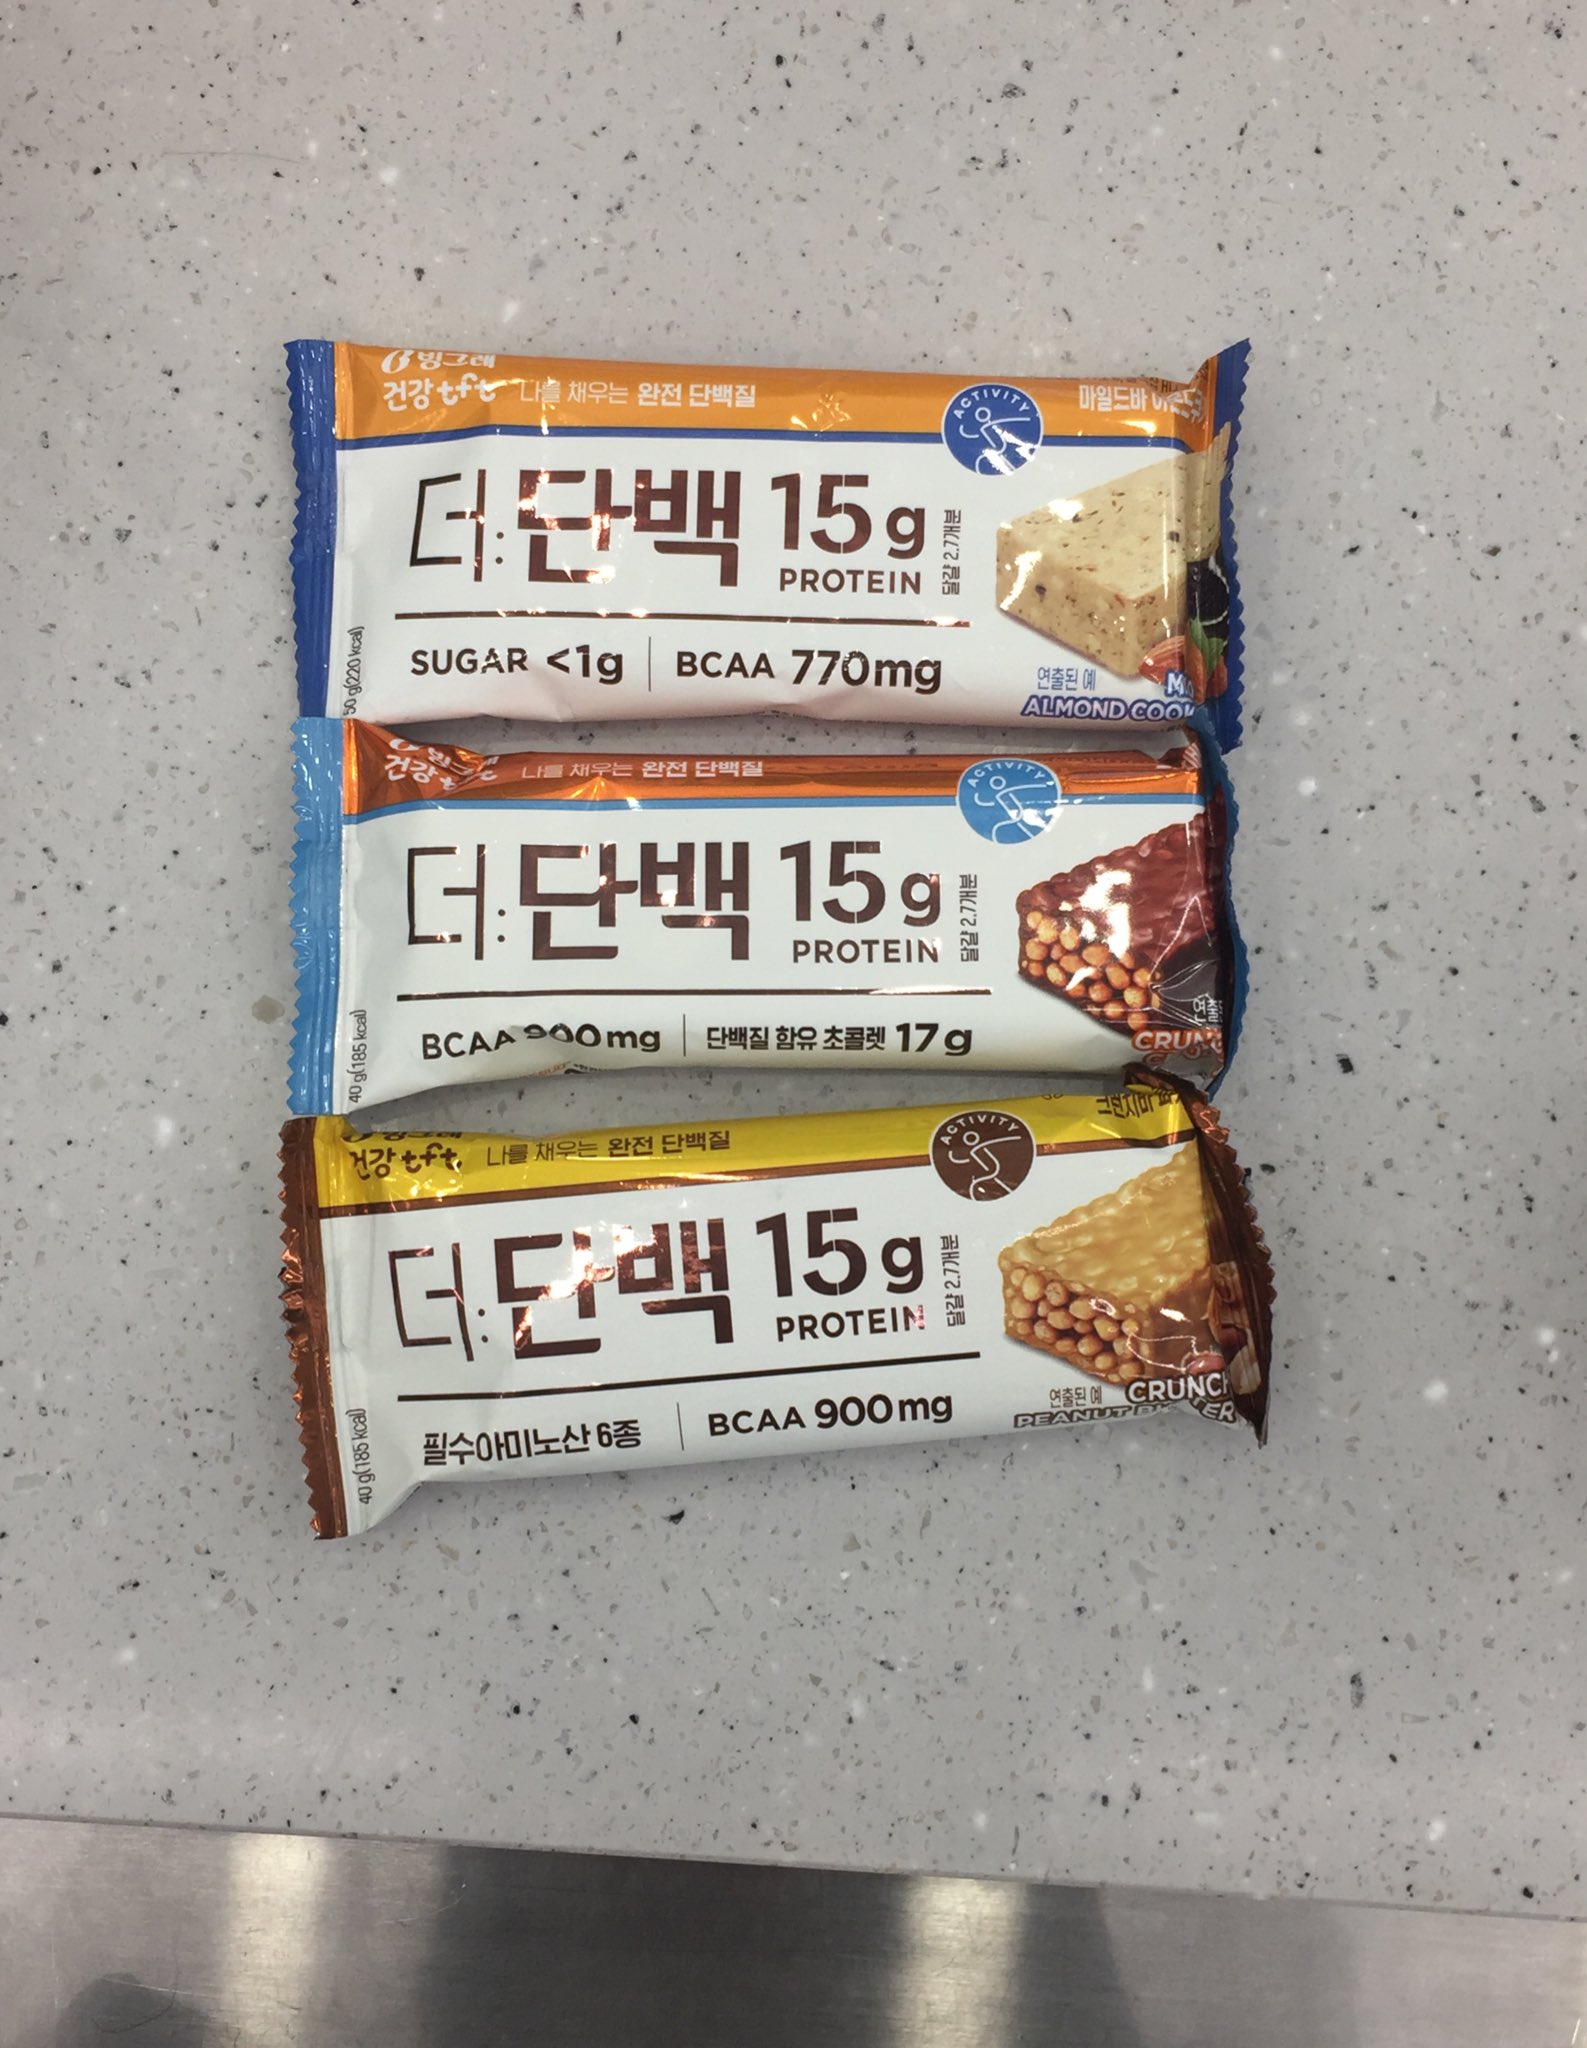 빙그레
건강 tft 나를 채우는 완전 단백질
ACTIVITY
마일드바
더:단백 15g
PROTEIN
달걀 2.7개분
SUGAR <1g BCAA 770mg
50 g(220 kcal)
연출된 예
ALMOND
빙그레
건강 tft 나를 채우는 완전 단백질
ACTIVITY
더:단백 15g
PROTEIN
달걀 2.7개분
BCAA 900mg 단백질 함유 초콜렛 17g
40 g(185 kcal)
빙그레
건강 tft 나를 채우는 완전 단백질
ACTIVITY
더:단백 15g
PROTEIN
달걀 2.7개분
필수아미노산 6종 BCAA 900mg
40 g(185 kcal)
연출된 예
CRUNCH
PEANUT BUTTER